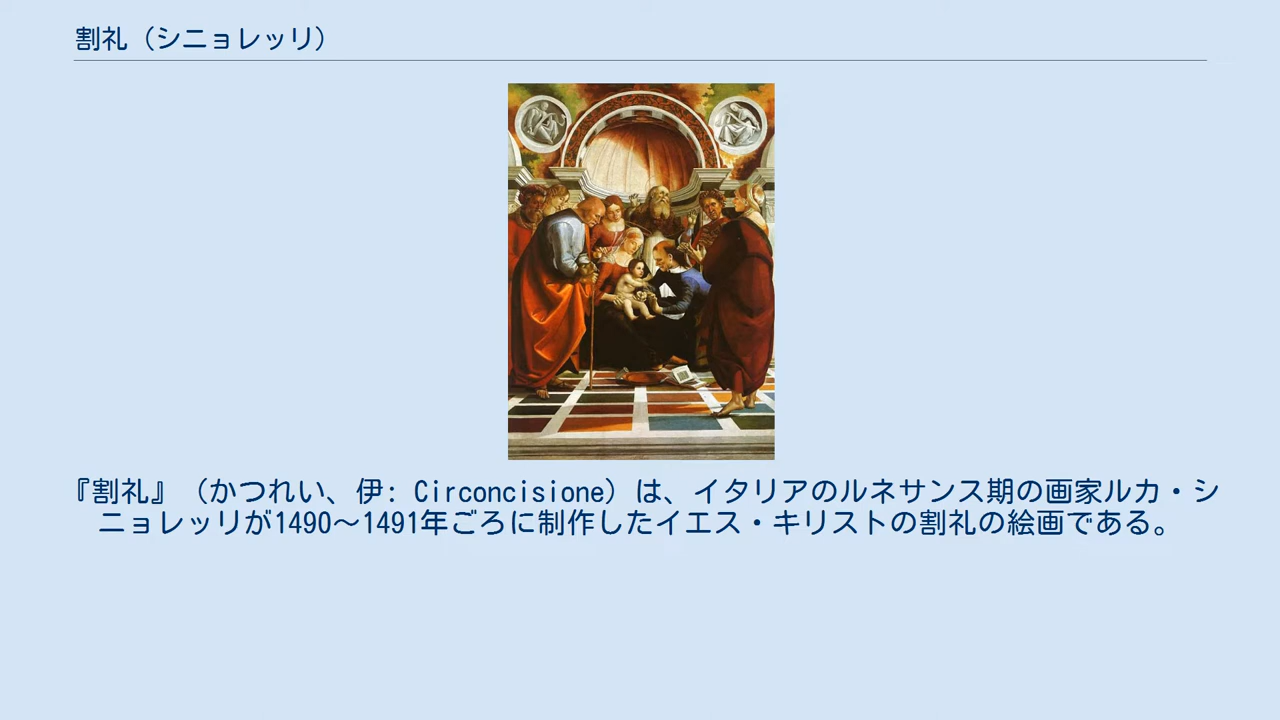 割礼（シニョレッリ）
『割礼』（かつれい、伊: Circoncisione）は、イタリアのルネサンス期の画家ルカ・シ
ニョレッリが1490～1491年ごろに制作したイエス・キリストの割礼の絵画である。